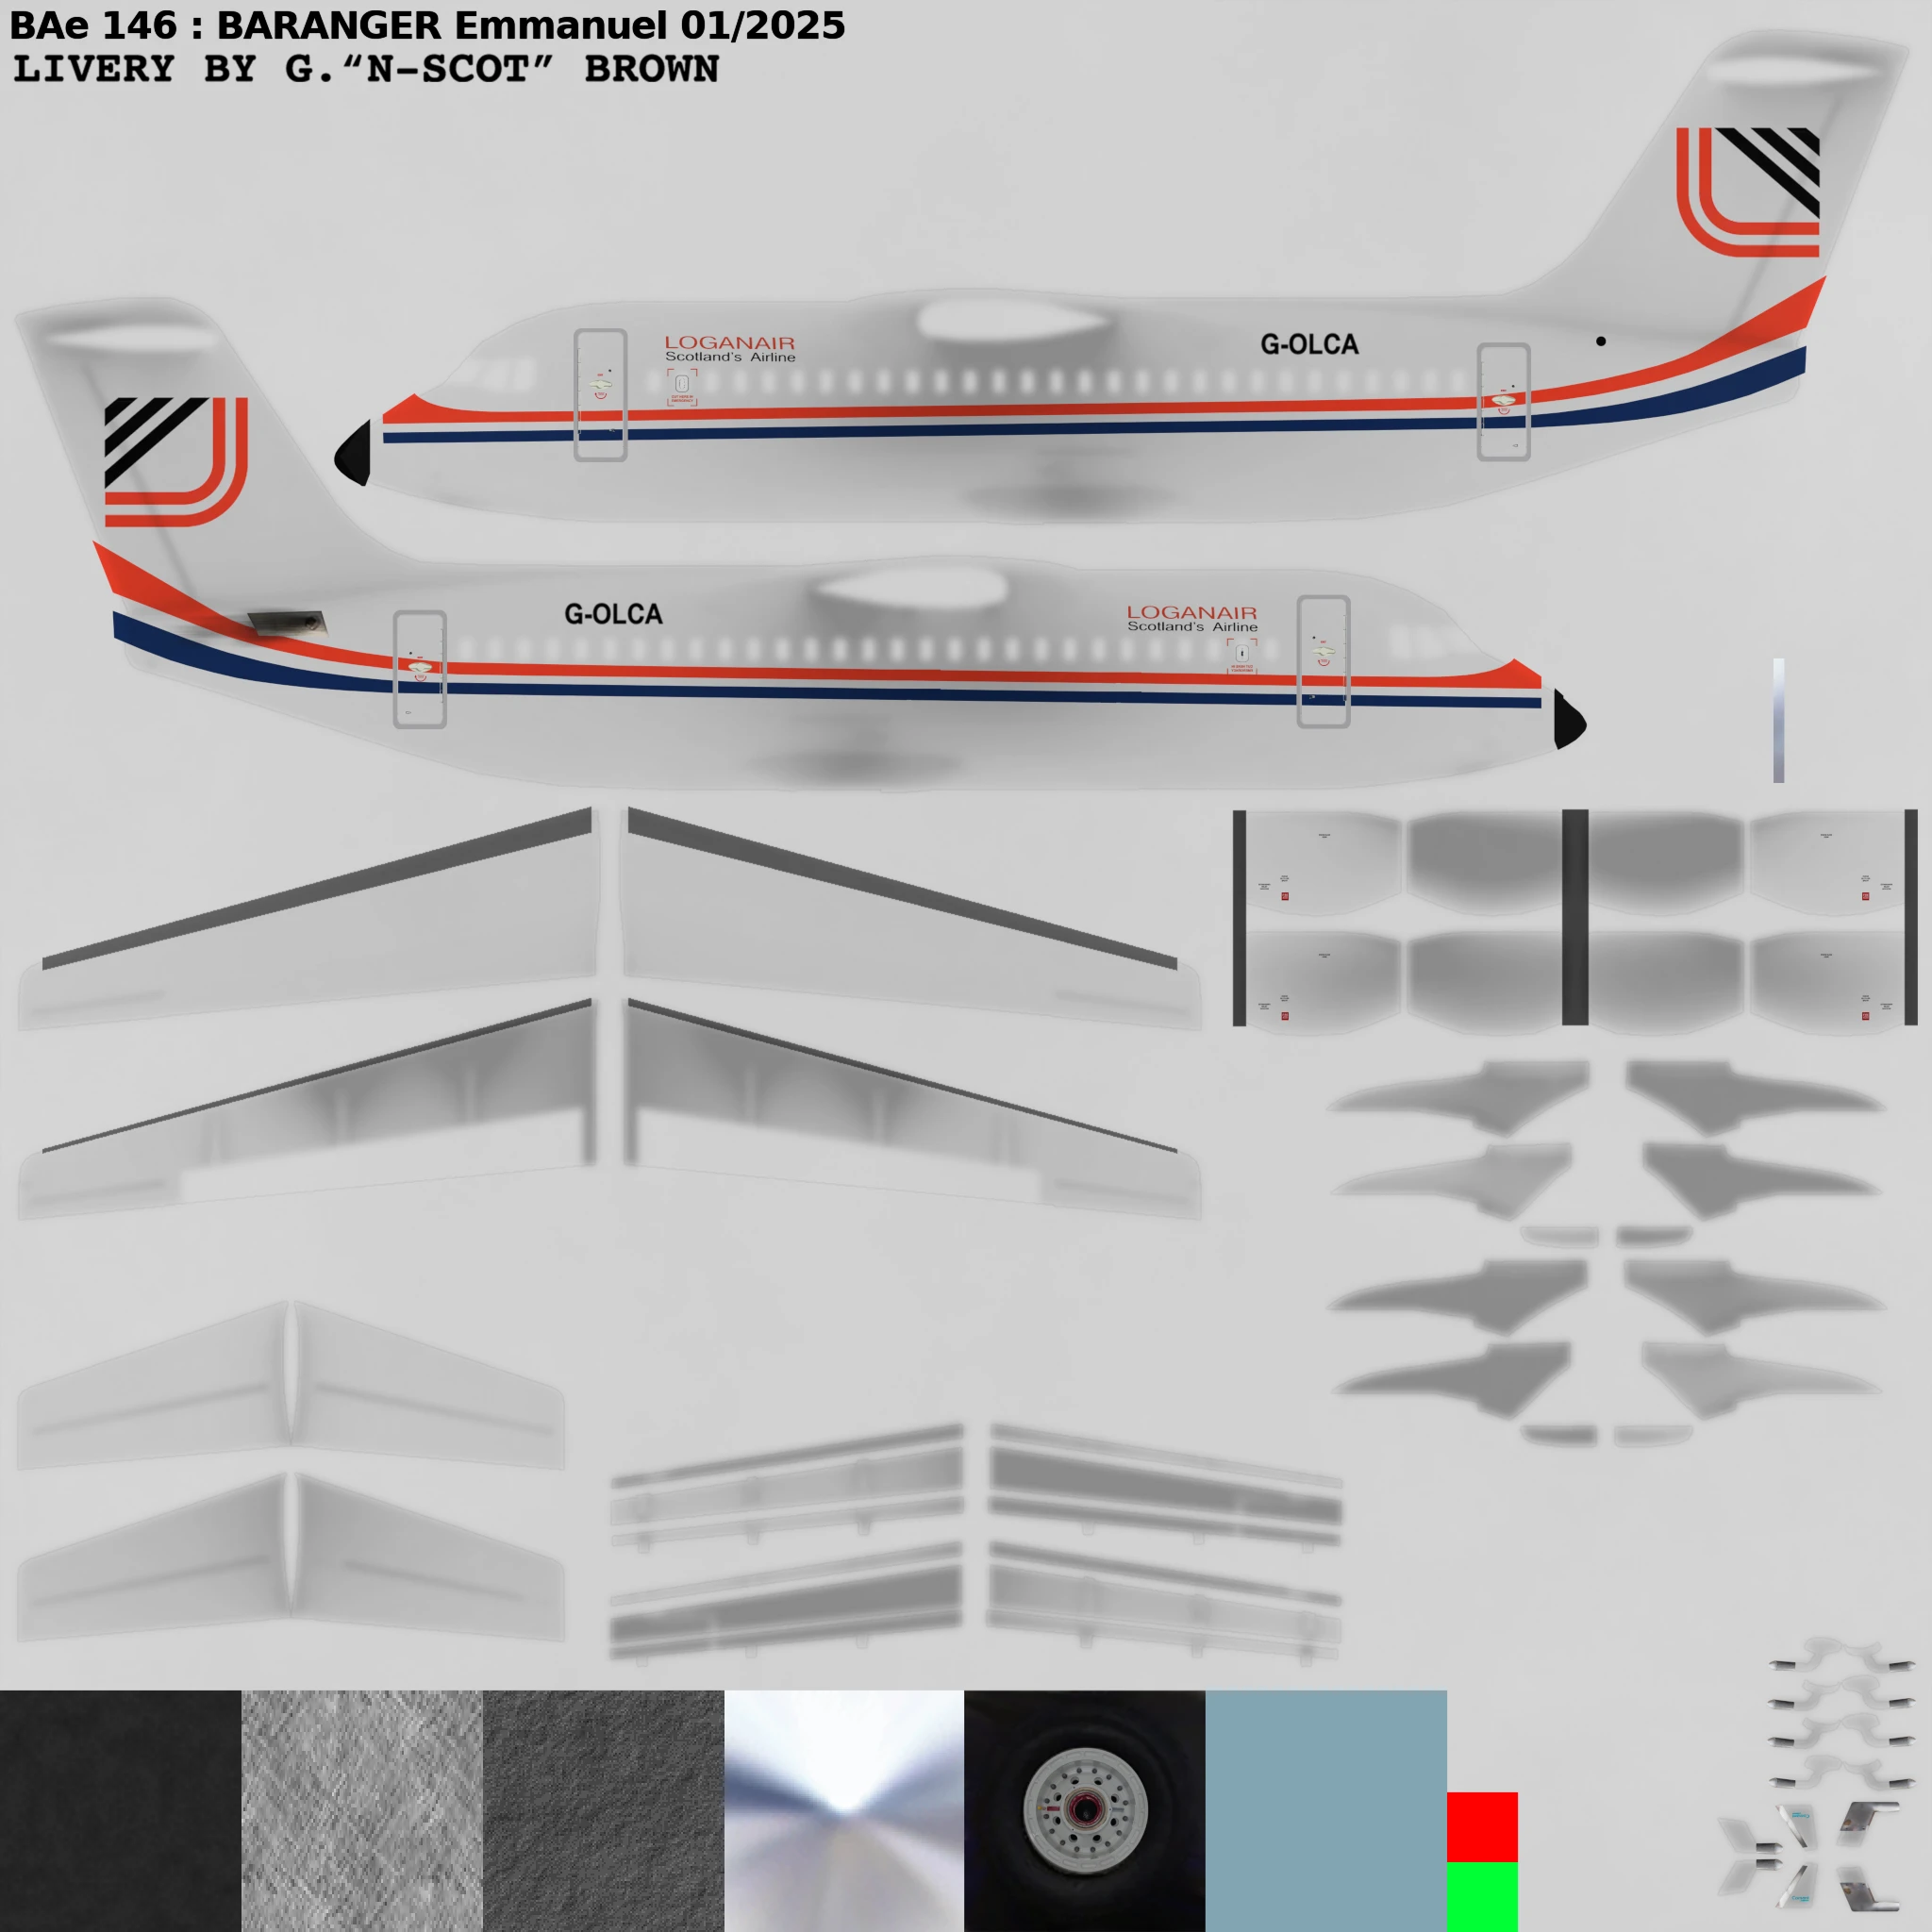 BAe 146 : BARANGER Emmanuel 01/2025
LIVERY BY G.“N-SCOT” BROWN
LOGANAIR
Scotland's Airline
G-OLCA
G-OLCA
LOGANAIR
Scotland's Airline